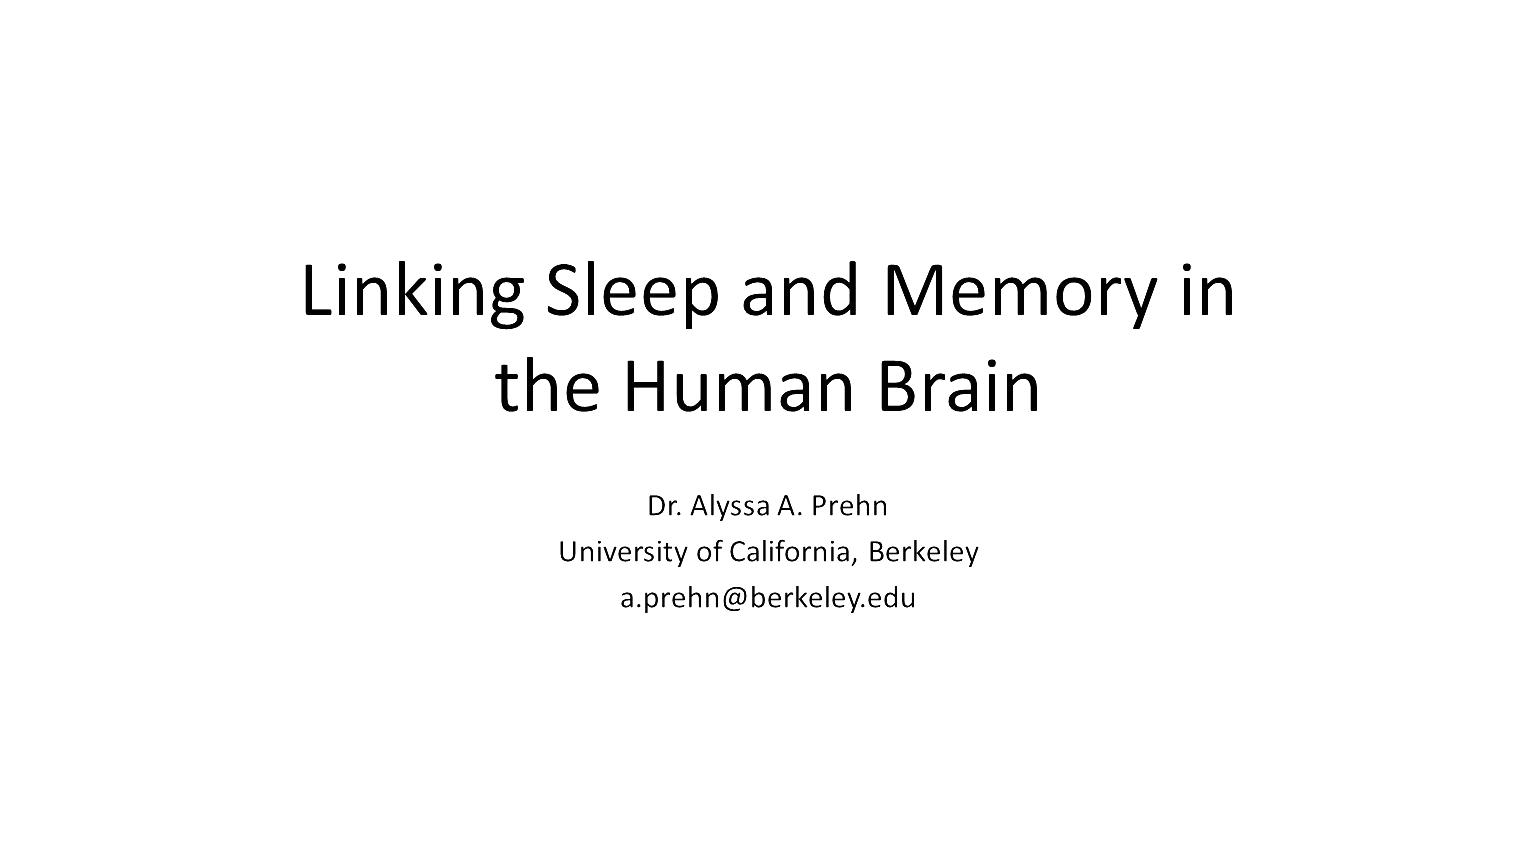 Linking Sleep and Memory in
the Human Brain
Dr. Alyssa A. Prehn
University of California, Berkeley
a.prehn@berkeley.edu